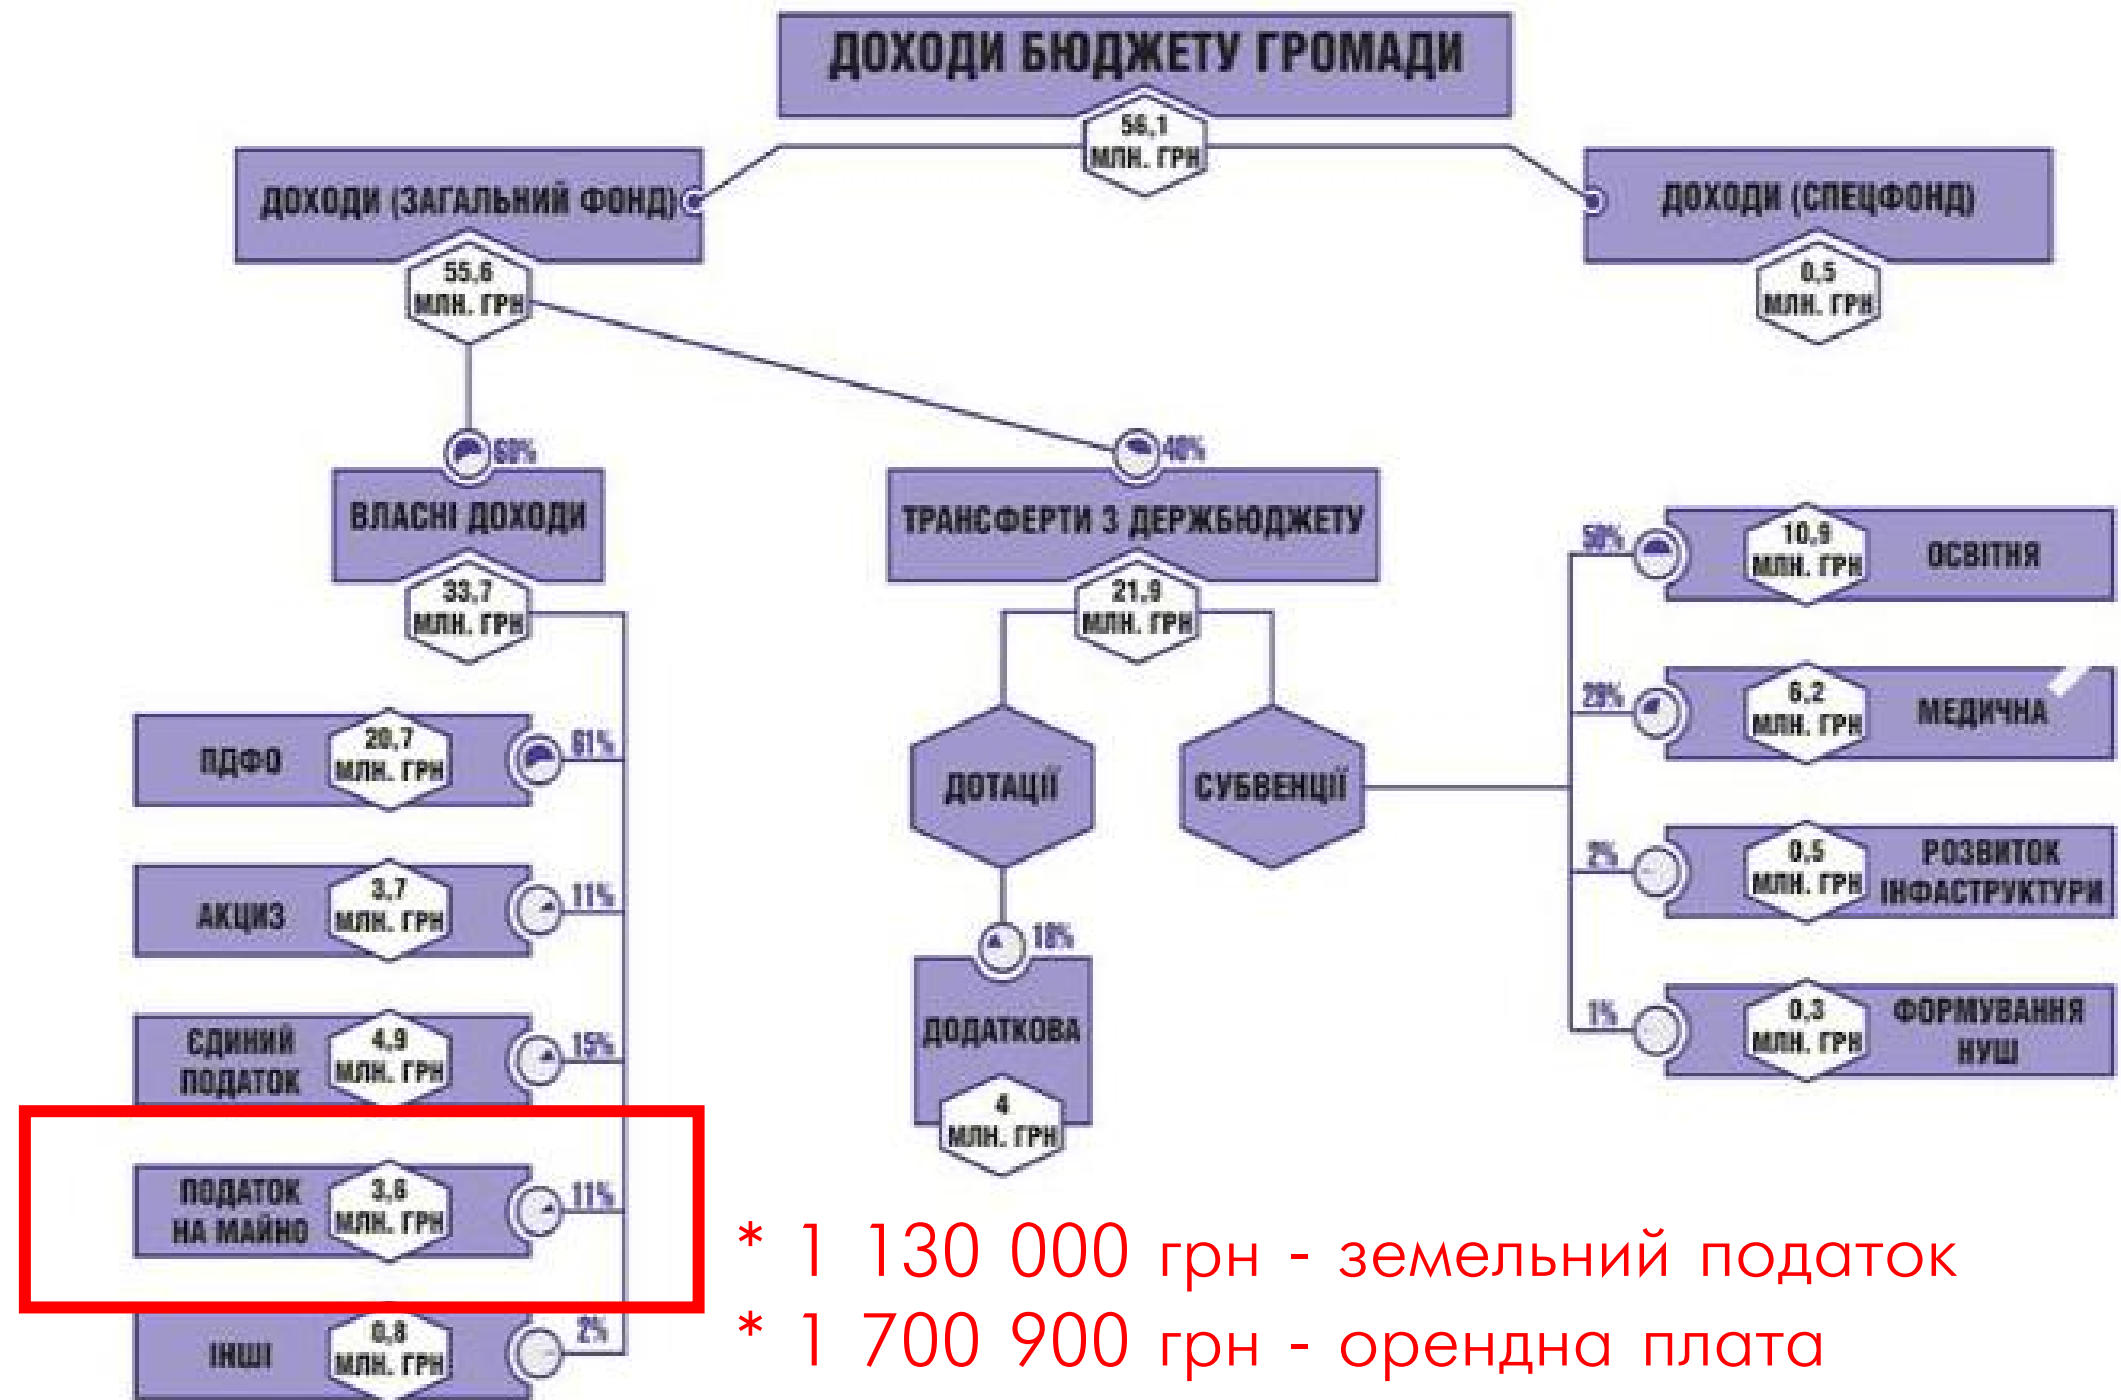 ДОХОДИ БЮДЖЕТУ ГРОМАДИ
56,1
МЛН. ГРН
ДОХОДИ (ЗАГАЛЬНИЙ ФОНД)
55,6
МЛН. ГРН
ДОХОДИ (СПЕЦФОНД)
0,5
МЛН. ГРН
60%
ВЛАСНІ ДОХОДИ
33,7
МЛН. ГРН
40%
ТРАНСФЕРТИ З ДЕРЖБЮДЖЕТУ
21,9
МЛН. ГРН
ПДФО
20,7
МЛН. ГРН
61%
АКЦИЗ
3,7
МЛН. ГРН
11%
ЄДИНИЙ
ПОДАТОК
4,9
МЛН. ГРН
15%
ПОДАТОК
НА МАЙНО
3,6
МЛН. ГРН
11%
ІНШІ
0,8
МЛН. ГРН
2%
ДОТАЦІЇ
18%
ДОДАТКОВА
4
МЛН. ГРН
СУБВЕНЦІЇ
50%
10,9
МЛН. ГРН
ОСВІТНЯ
29%
6,2
МЛН. ГРН
МЕДИЧНА
2%
0,5
МЛН. ГРН
РОЗВИТОК
ІНФАСТРУКТУРИ
1%
0,3
МЛН. ГРН
ФОРМУВАННЯ
НУШ
* 1 130 000 грн - земельний податок
* 1 700 900 грн - орендна плата